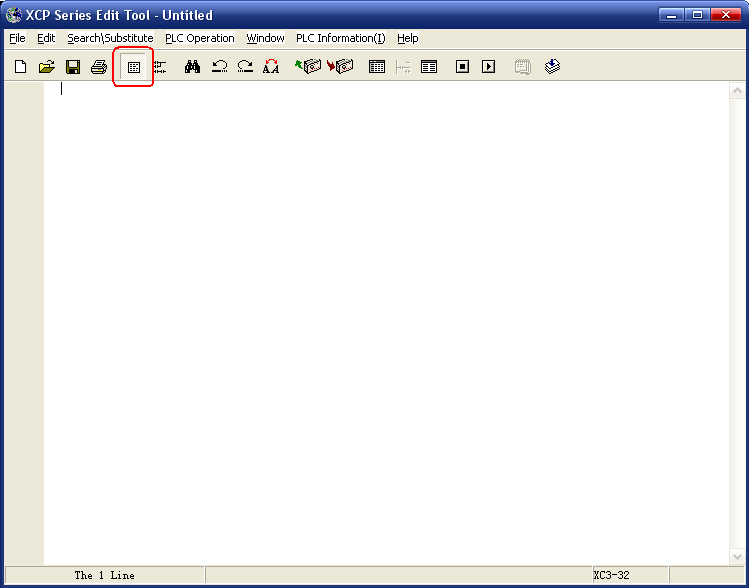 XCP Series Edit Tool - Untitled
File Edit Search\Substitute PLC Operation Window PLC Information(I) Help
The 1 Line XC3-32